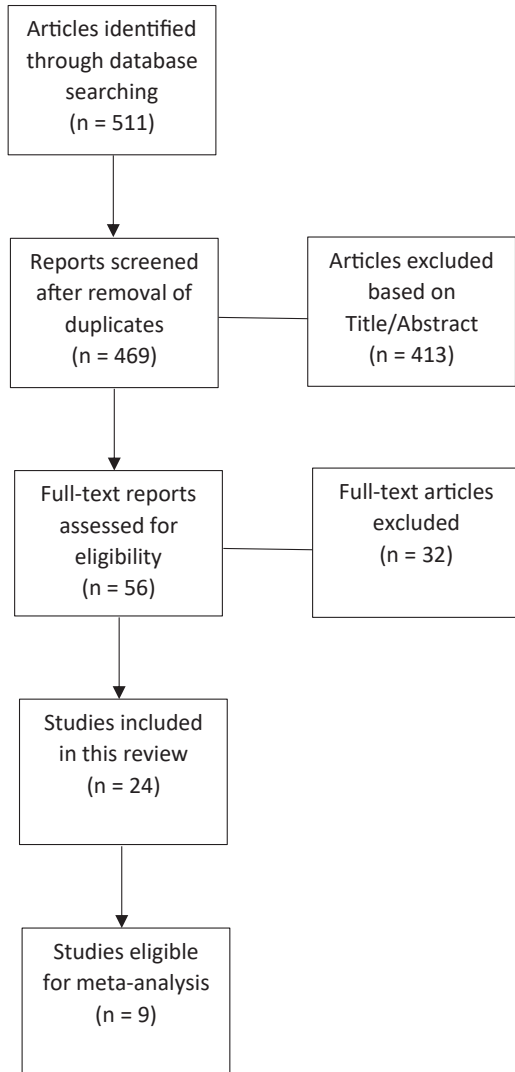 Articles identified
through database
searching
(n = 511)
Reports screened
after removal of
duplicates
(n = 469)
Articles excluded
based on
Title/Abstract
(n = 413)
Full-text reports
assessed for
eligibility
(n = 56)
Full-text articles
excluded
(n = 32)
Studies included
in this review
(n = 24)
Studies eligible
for meta-analysis
(n = 9)